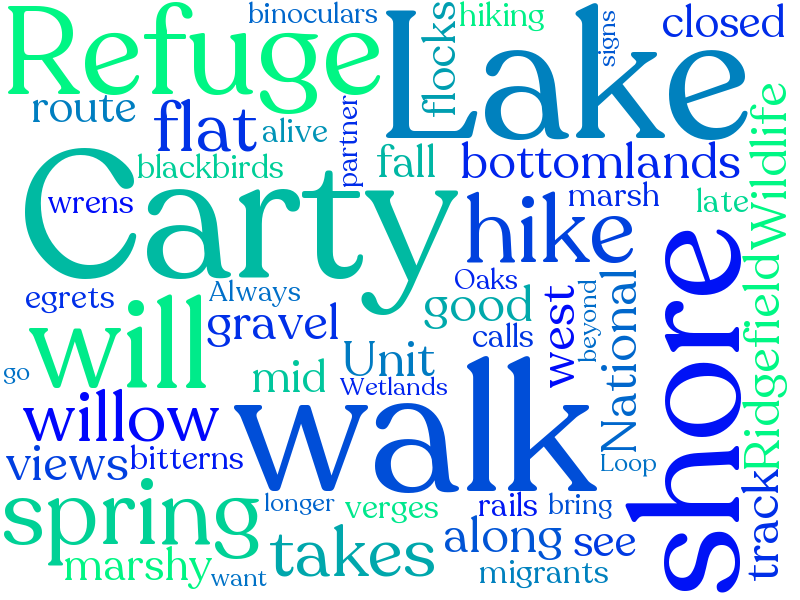 binoculars
hiking
closed
Refuge
Lake
signs
flocks
route
flat
alive
partner
blackbirds
fall
bottomlands
Wildlife
wrens
Carty
hike
marsh
late
shore
egrets
Always
Oaks
good
west
beyond
National
Ridgefield
will
gravel
calls
go
mid
Unit
Wetlands
willow
walk
views
bitterns
Loop
spring
longer
verges
rails
bring
track
marshy
want
takes
along
see
migrants